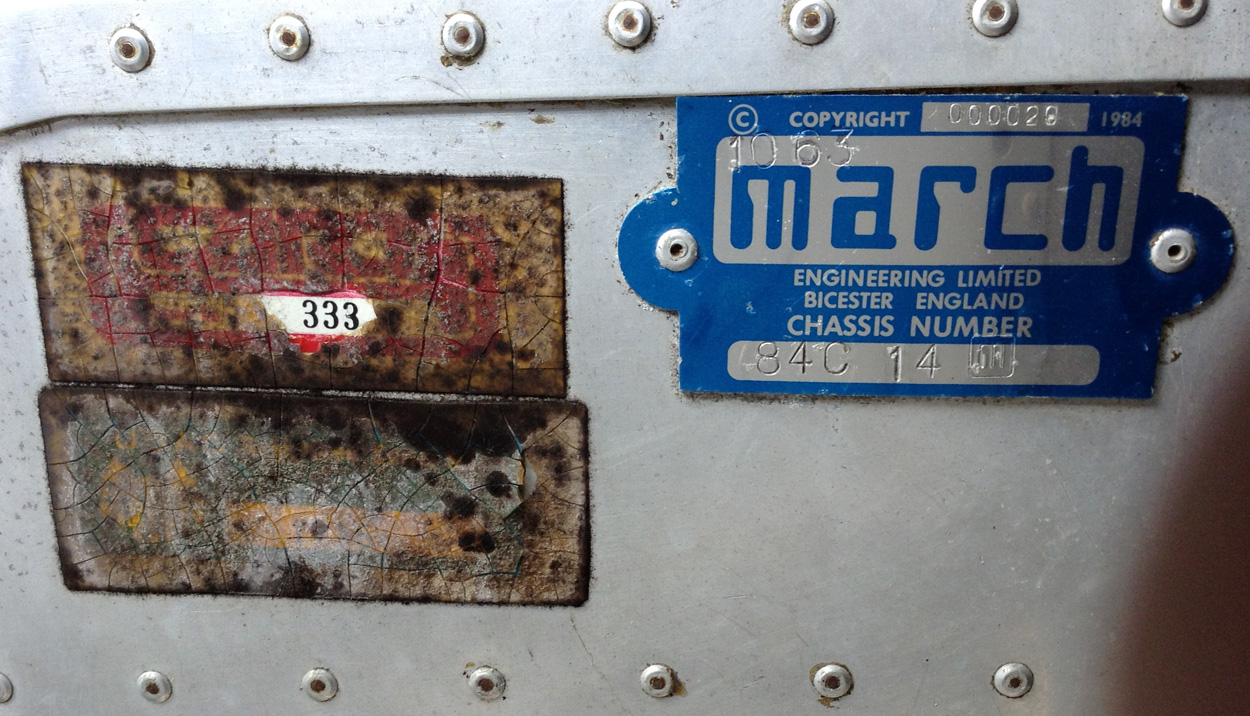 © COPYRIGHT 000029 1984
1063
march
ENGINEERING LIMITED
BICESTER ENGLAND
CHASSIS NUMBER
84C 14 m
333